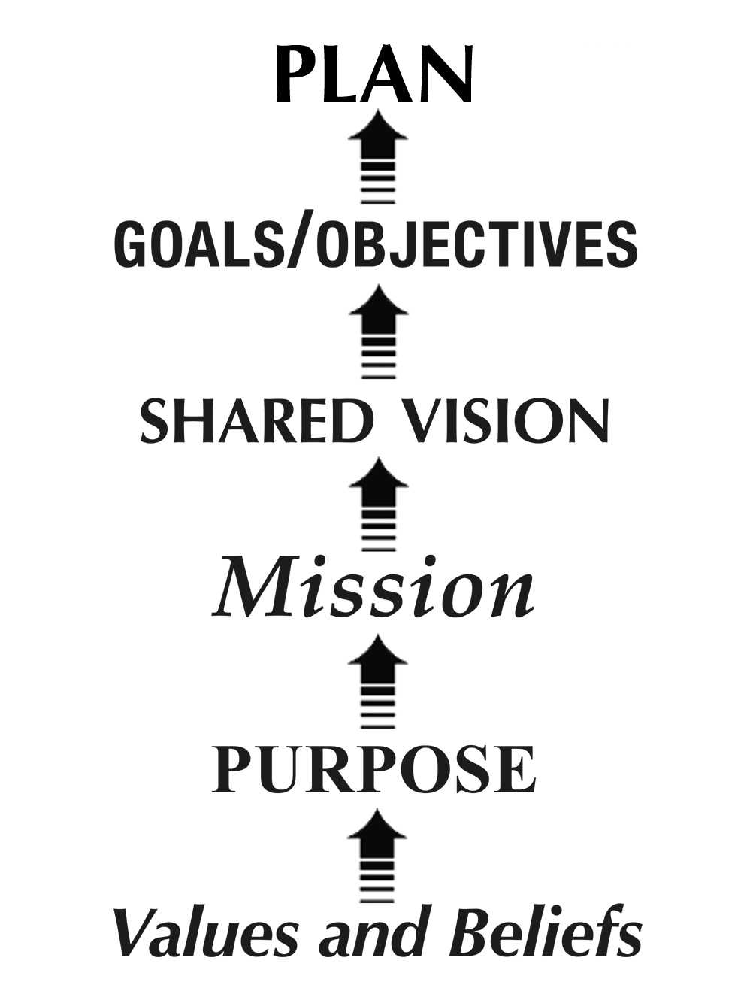 PLAN
GOALS/OBJECTIVES
SHARED VISION
Mission
PURPOSE
Values and Beliefs